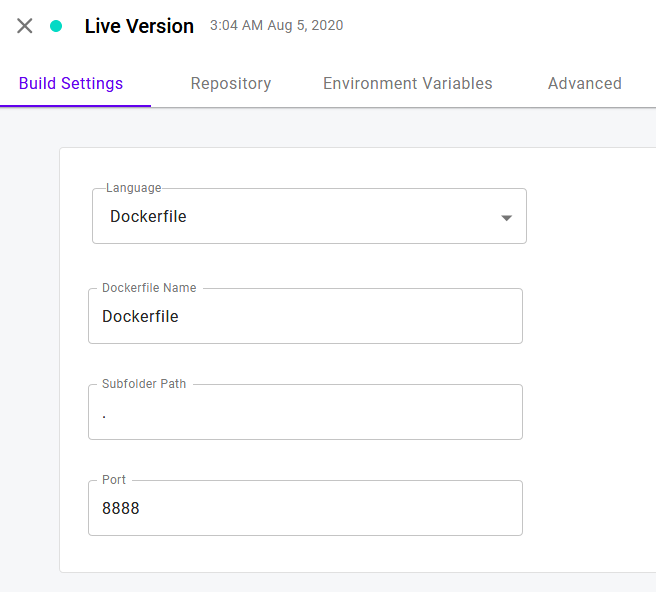 Live Version 3:04 AM Aug 5, 2020
Build Settings Repository Environment Variables Advanced
Language
Dockerfile
Dockerfile Name
Dockerfile
Subfolder Path
.
Port
8888